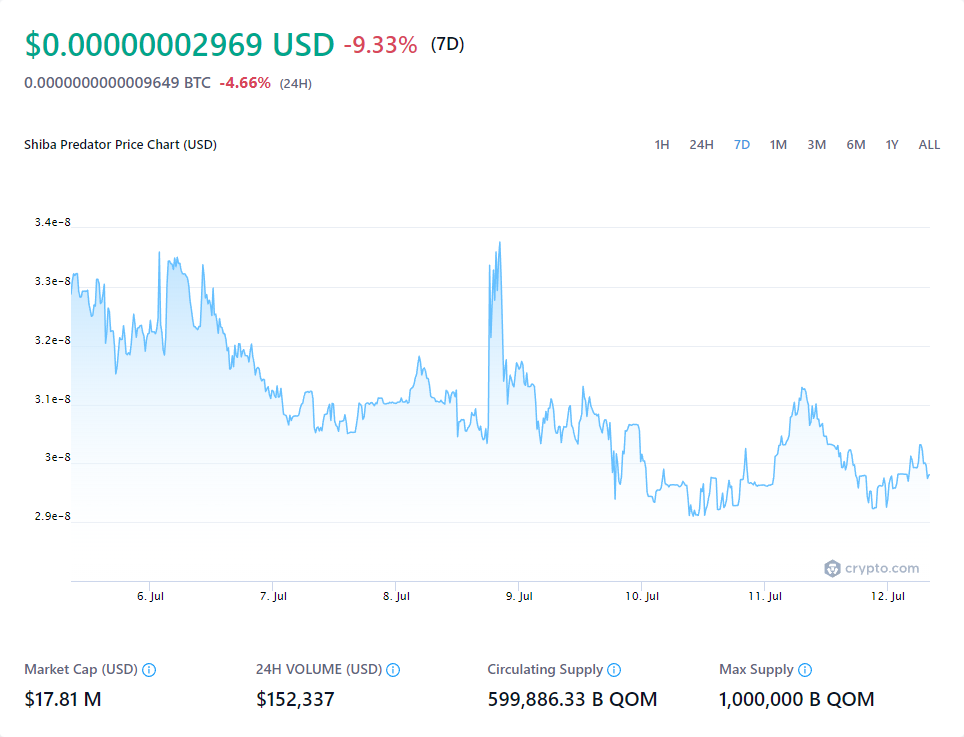 $0.00000002969 USD -9.33% (7D)
0.0000000000009649 BTC -4.66% (24H)
Shiba Predator Price Chart (USD)
1H 24H 7D 1M 3M 6M 1Y ALL
3.4e-8
3.3e-8
3.2e-8
3.1e-8
3e-8
2.9e-8
crypto.com
6. Jul 7. Jul 8. Jul 9. Jul 10. Jul 11. Jul 12. Jul
Market Cap (USD) 24H VOLUME (USD) Circulating Supply Max Supply
$17.81 M $152,337 599,886.33 B QOM 1,000,000 B QOM